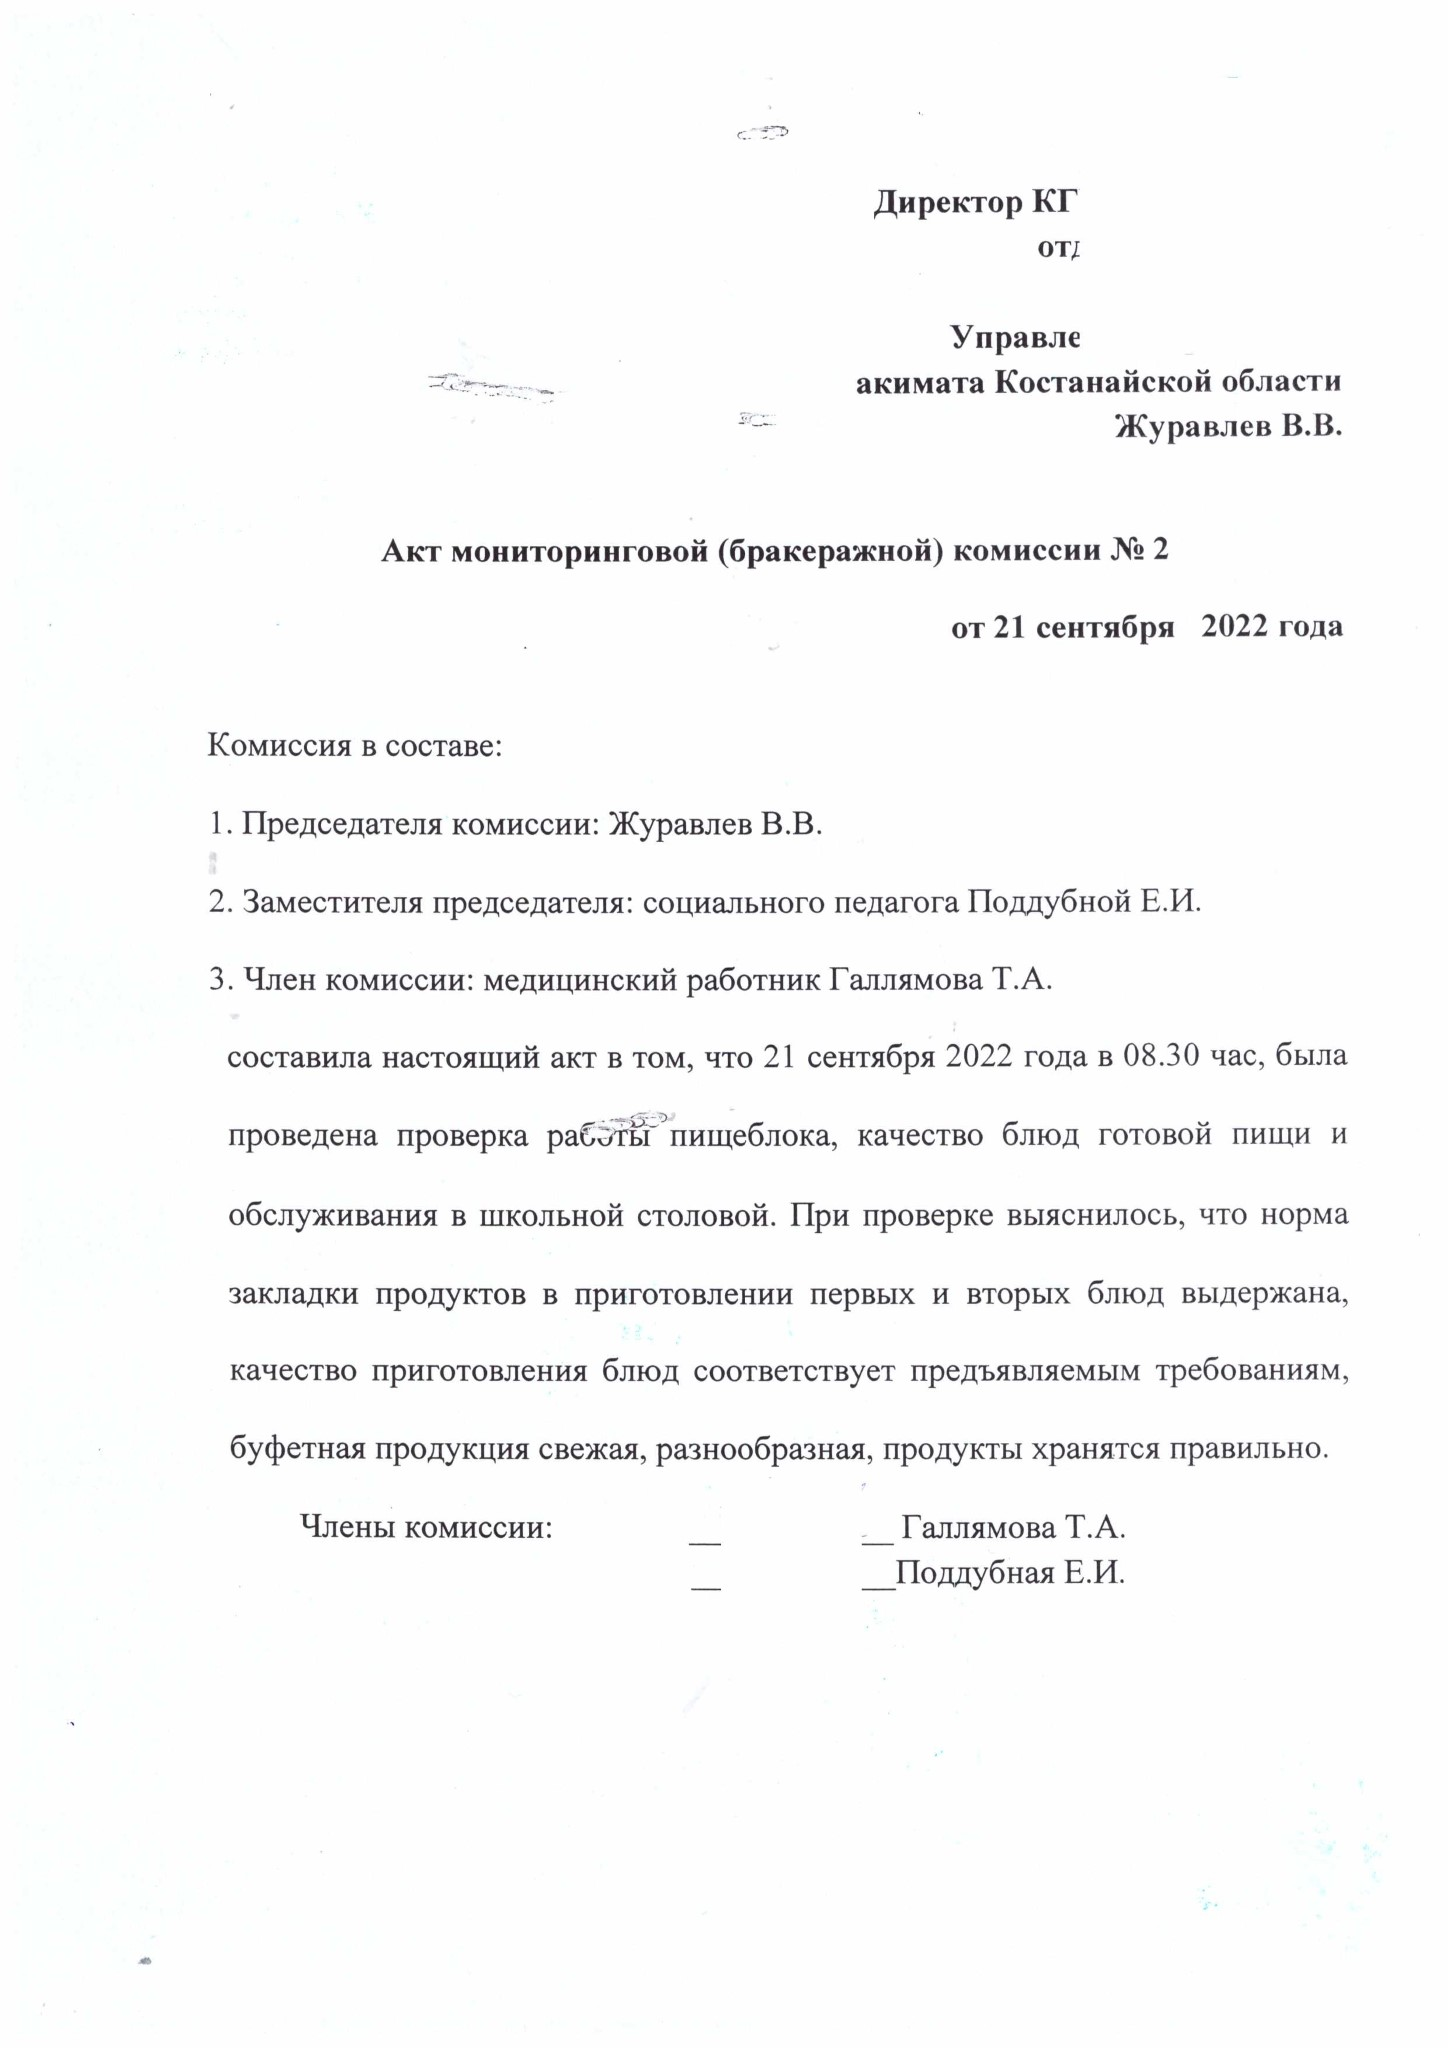 Директор КГ
отд
Управле
акимата Костанайской области
Журавлев В.В.
Акт мониторинговой (бракеражной) комиссии № 2
от 21 сентября 2022 года
Комиссия в составе:
1. Председателя комиссии: Журавлев В.В.
2. Заместителя председателя: социального педагога Поддубной Е.И.
3. Член комиссии: медицинский работник Галлямова Т.А.
составила настоящий акт в том, что 21 сентября 2022 года в 08.30 час, была
проведена проверка работы пищеблока, качество блюд готовой пищи и
обслуживания в школьной столовой. При проверке выяснилось, что норма
закладки продуктов в приготовлении первых и вторых блюд выдержана,
качество приготовления блюд соответствует предъявляемым требованиям,
буфетная продукция свежая, разнообразная, продукты хранятся правильно.
Члены комиссии: __ __ Галлямова Т.А.
__ __Поддубная Е.И.